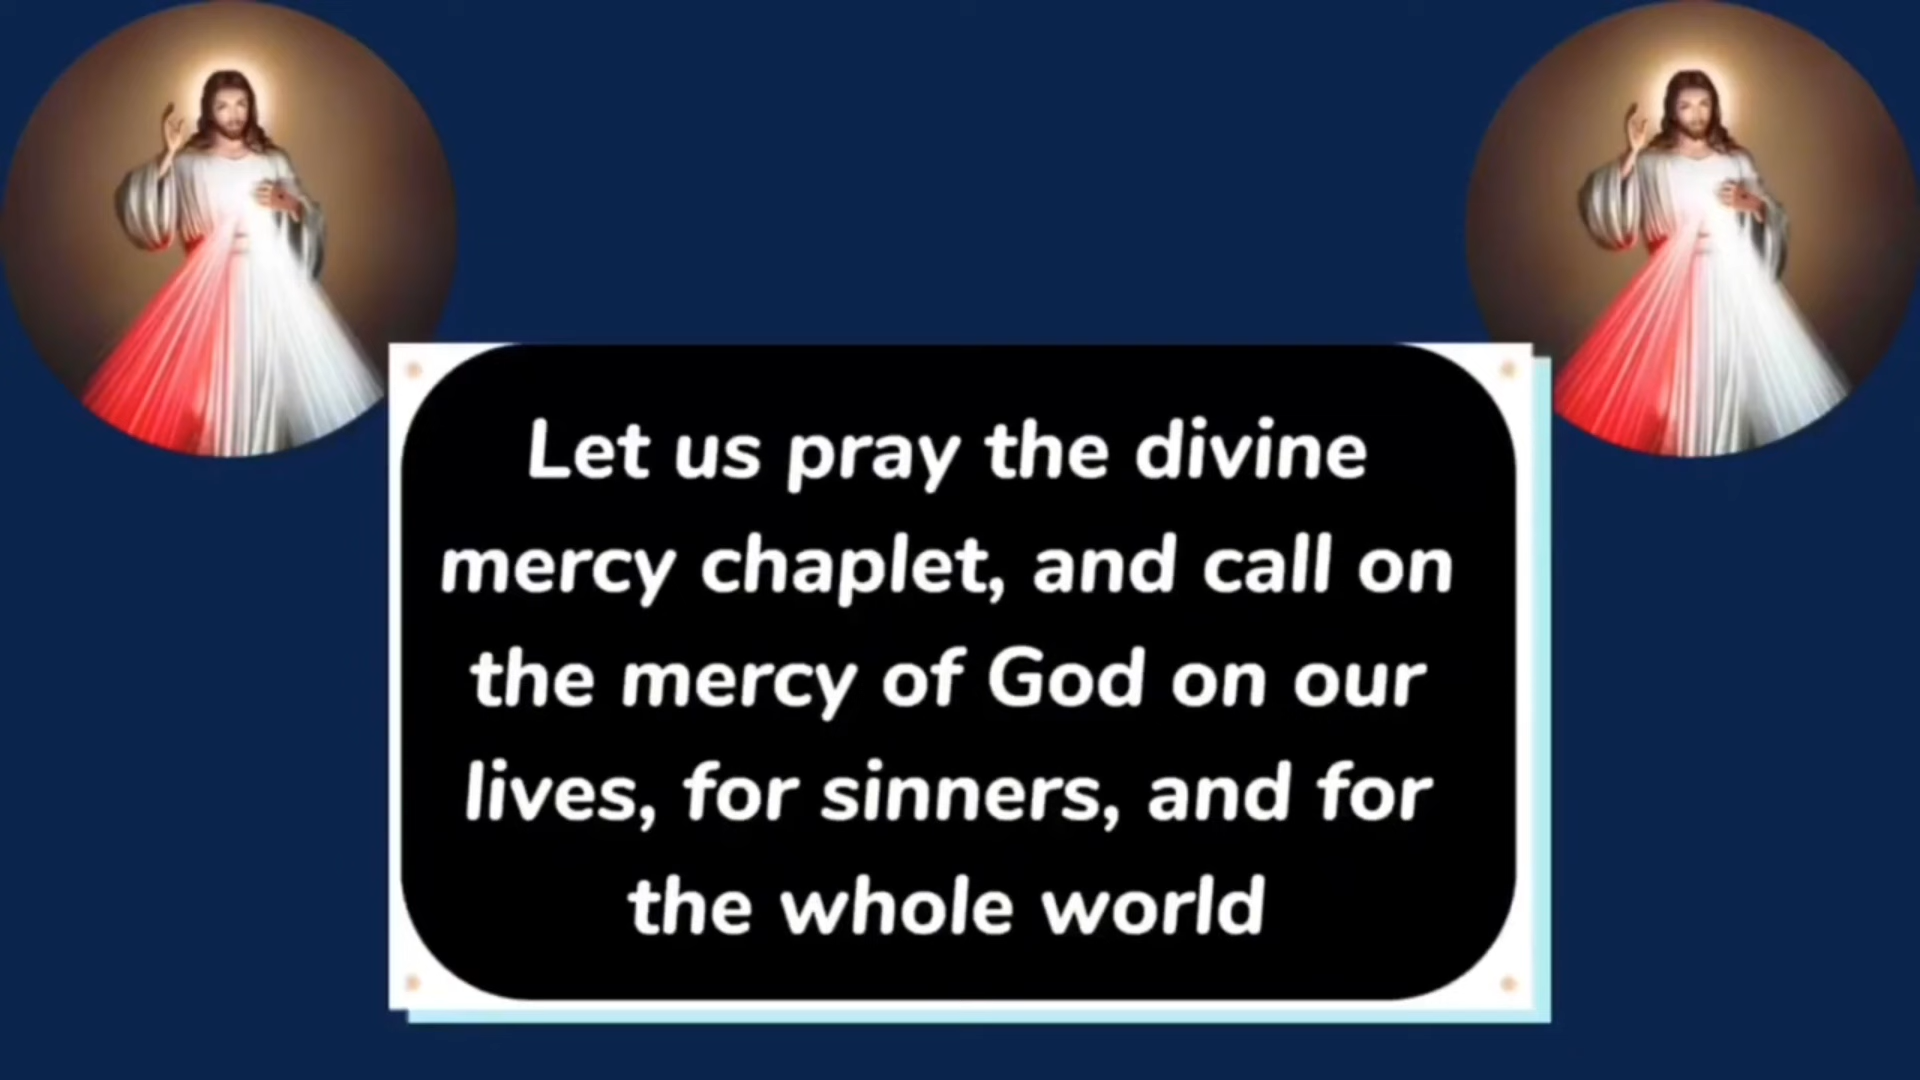 Let us pray the divine
mercy chaplet, and call on
the mercy of God on our
lives, for sinners, and for
the whole world